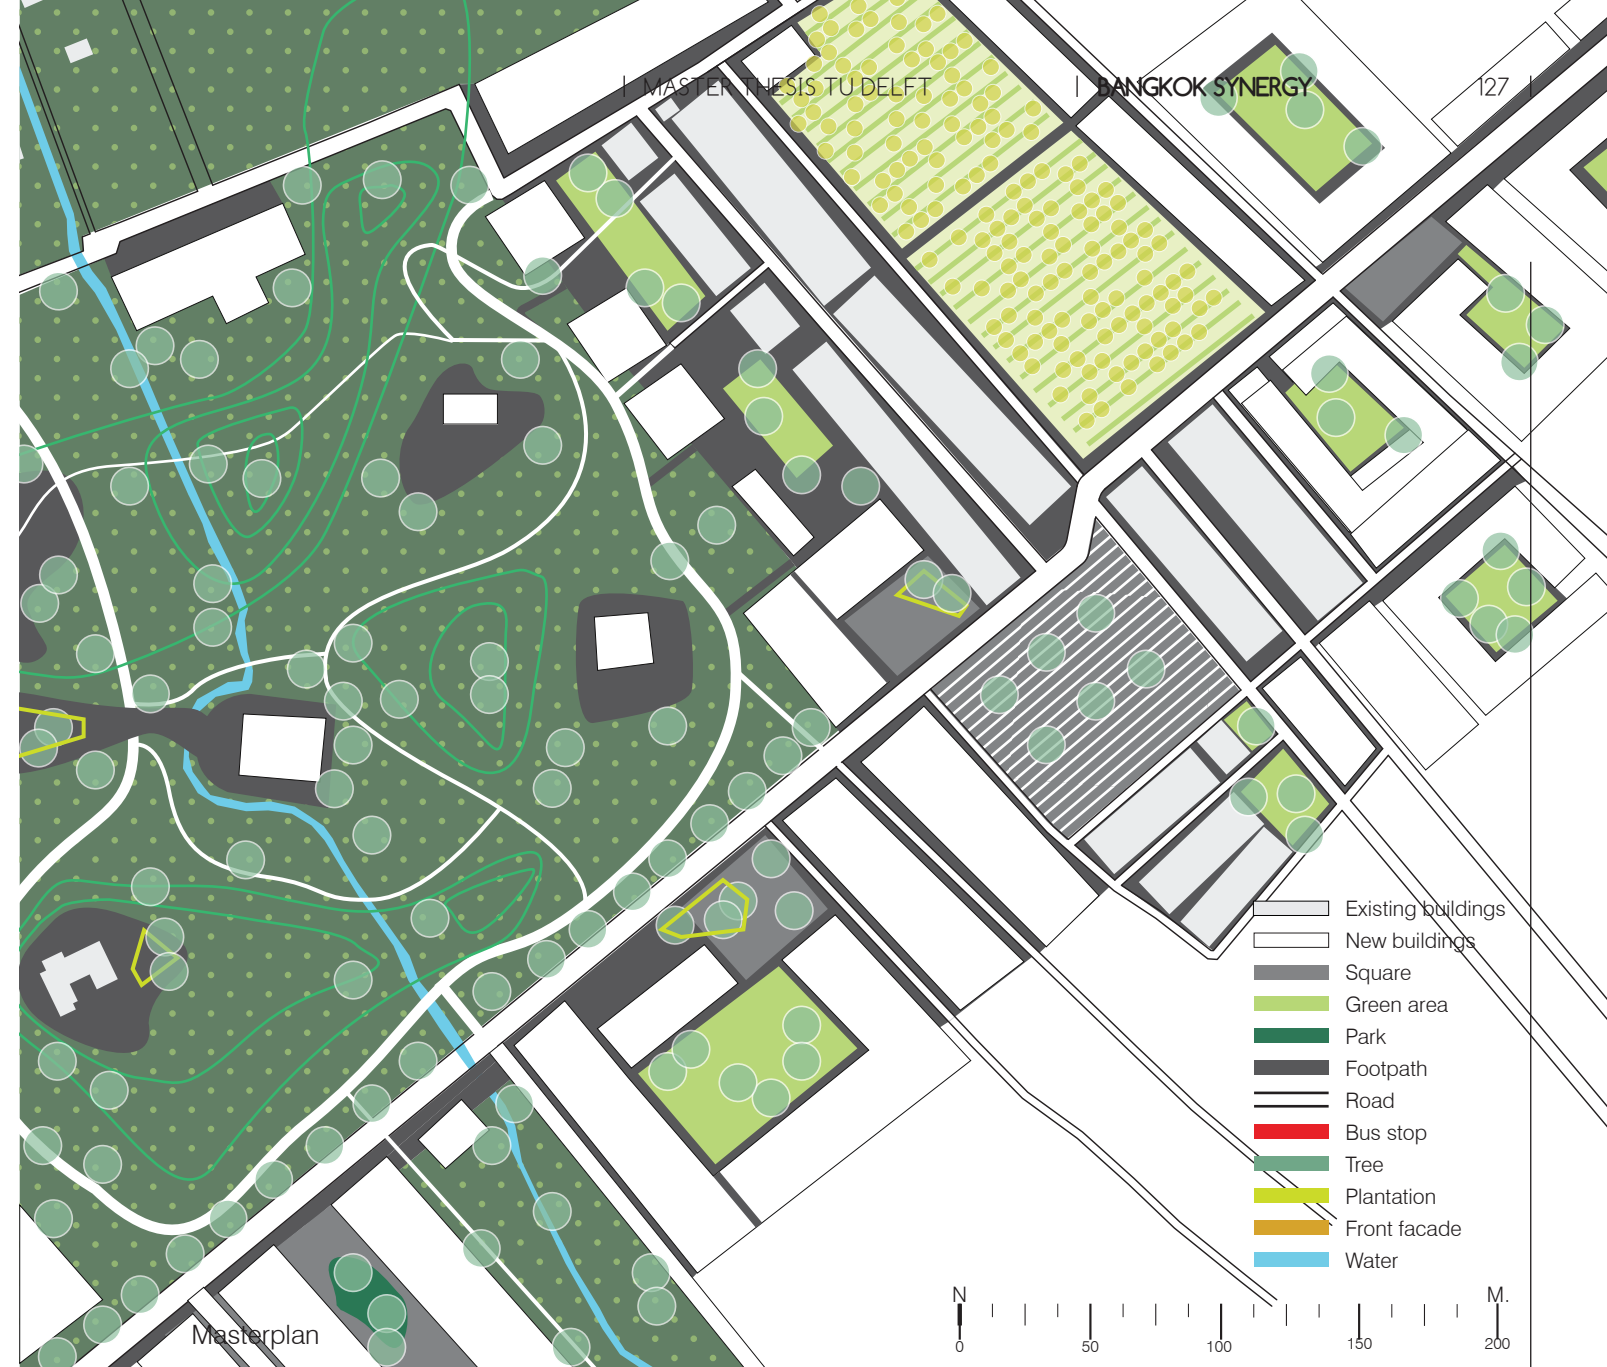 MASTER THESIS TU DELFT
BANGKOK SYNERGY
127
Existing buildings
New buildings
Square
Green area
Park
Footpath
Road
Bus stop
Tree
Plantation
Front facade
Water
N
M.
0
50
100
150
200
Masterplan